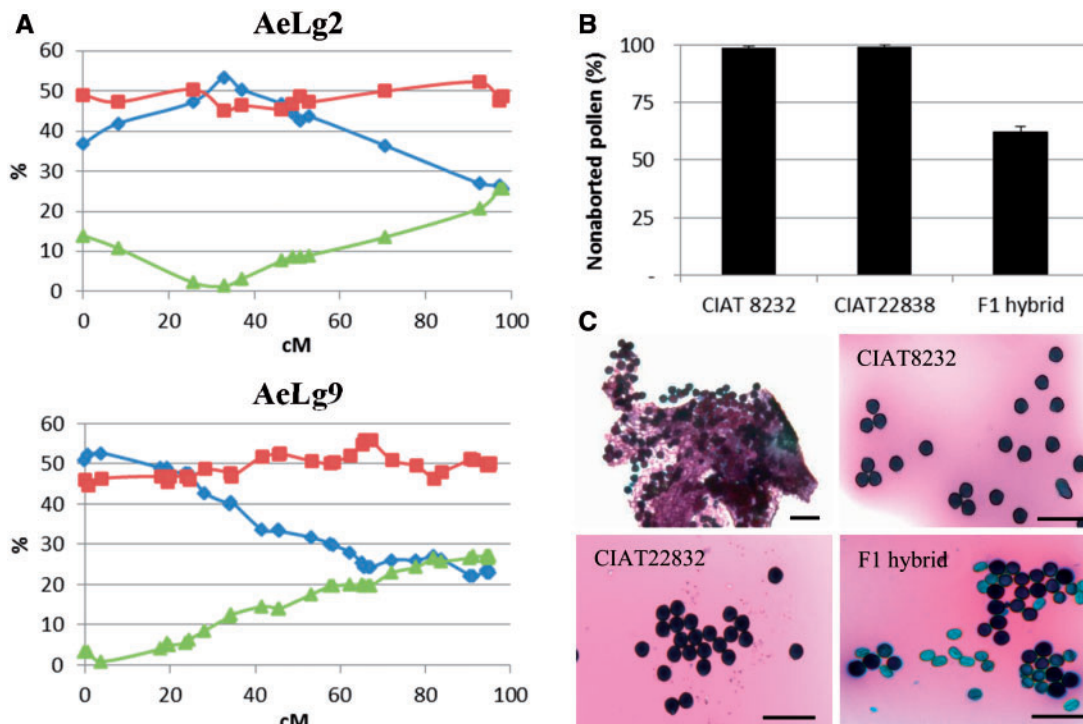 A
AeLg2
60
50
40
30
20
10
0
%
0 20 40 60 80 100
cM
AeLg9
60
50
40
30
20
10
0
%
0 20 40 60 80 100
cM
B
100
75
50
25
-
Nonaborted pollen (%)
CIAT 8232 CIAT22838 F1 hybrid
C
CIAT8232
CIAT22832
F1 hybrid